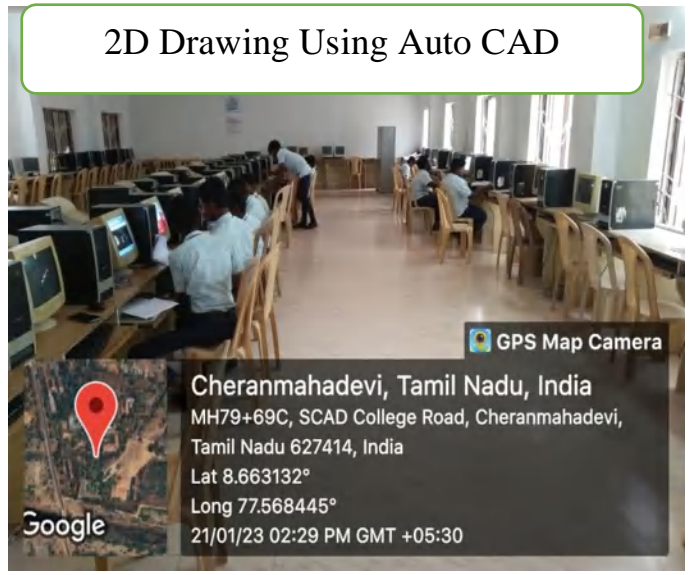 2D Drawing Using Auto CAD
GPS Map Camera
Cheranmahadevi, Tamil Nadu, India
MH79+69C, SCAD College Road, Cheranmahadevi,
Tamil Nadu 627414, India
Lat 8.663132°
Long 77.568445°
21/01/23 02:29 PM GMT +05:30
Google